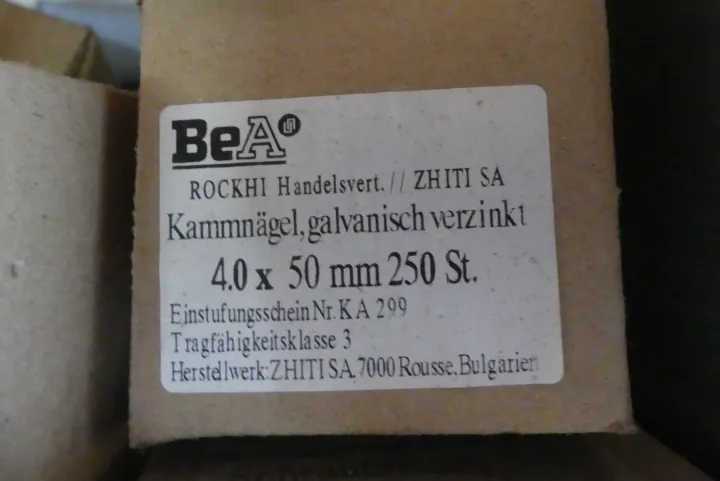 BeA
ROCKHI Handelsvert. // ZHITI SA
Kammnägel, galvanisch verzinkt
4.0 x 50 mm 250 St.
Einstufungsschein Nr. KA 299
Tragfähigkeitsklasse 3
Herstellwerk: ZHITI SA, 7000 Rousse, Bulgarien